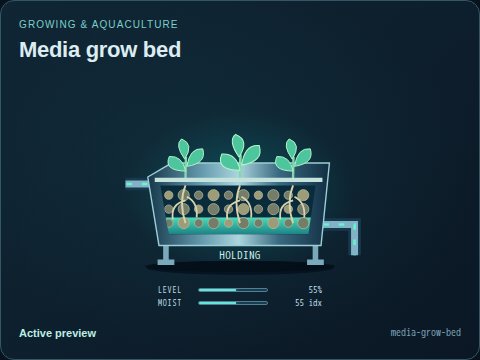 GROWING & AQUACULTURE
Media grow bed
HOLDING
LEVEL 55%
MOIST 55 idx
Active preview media-grow-bed